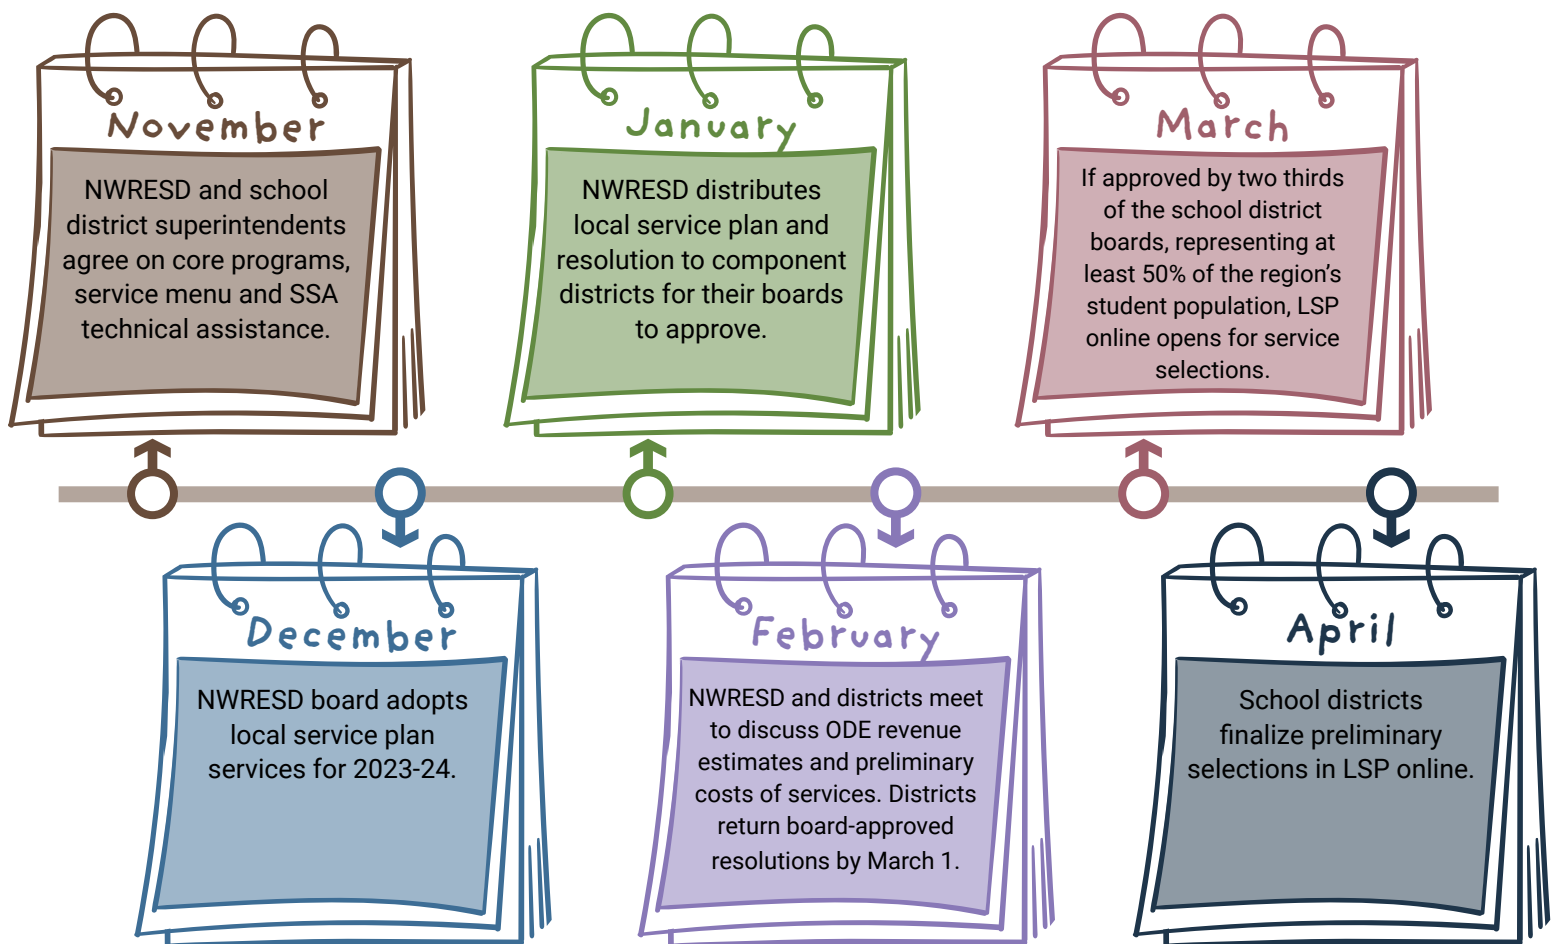 November
NWRESD and school
district superintendents
agree on core programs,
service menu and SSA
technical assistance.
December
NWRESD board adopts
local service plan
services for 2023-24.
January
NWRESD distributes
local service plan and
resolution to component
districts for their boards
to approve.
February
NWRESD and districts meet
to discuss ODE revenue
estimates and preliminary
costs of services. Districts
return board-approved
resolutions by March 1.
March
If approved by two thirds
of the school district
boards, representing at
least 50% of the region’s
student population, LSP
online opens for service
selections.
April
School districts
finalize preliminary
selections in LSP online.